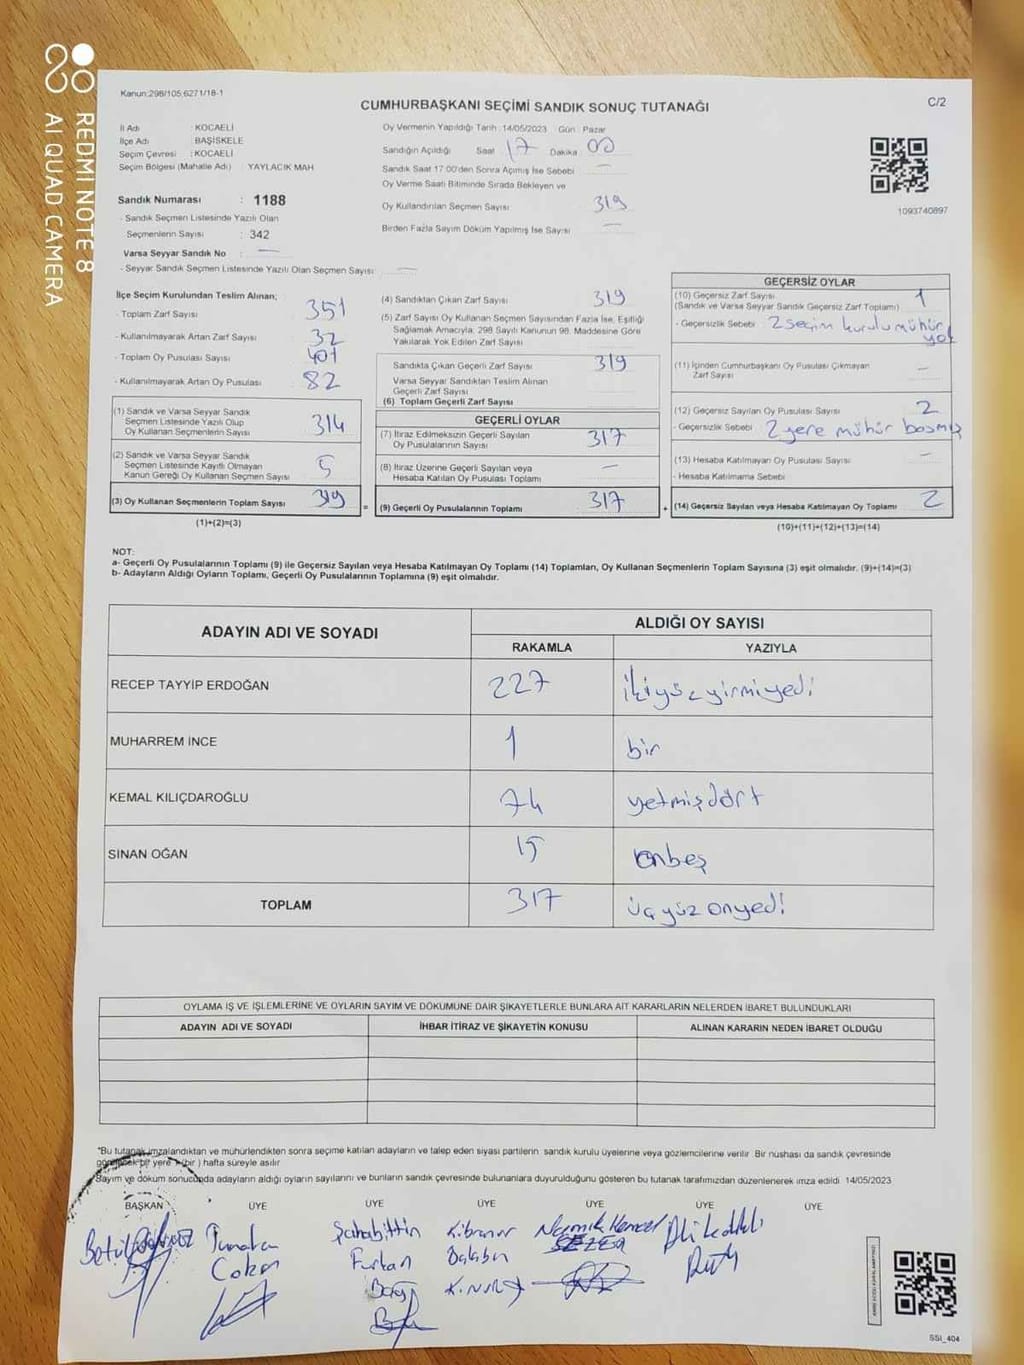 Kanun:298/105,6271/18-1
CUMHURBAŞKANI SEÇİMİ SANDIK SONUÇ TUTANAĞI
C/2
İl Adı : KOCAELİ
İlçe Adı : BAŞİSKELE
Seçim Çevresi : KOCAELİ
Seçim Bölgesi (Mahalle Adı) YAYLACIK MAH
Sandık Numarası : 1188
- Sandık Seçmen Listesinde Yazılı Olan
Seçmenlerin Sayısı : 342
Varsa Seyyar Sandık No : —
- Seyyar Sandık Seçmen Listesinde Yazılı Olan Seçmen Sayısı: —
Oy Vermenin Yapıldığı Tarih :14/05/2023 Gün : Pazar
Sandığın Açıldığı Saat 17 Dakika 00
Sandık Saat 17:00'den Sonra Açılmış İse Sebebi —
Oy Verme Saati Bitiminde Sırada Bekleyen ve
Oy Kullandırılan Seçmen Sayısı 319
Birden Fazla Sayım Döküm Yapılmış İse Sayısı —
1093740897
İlçe Seçim Kurulundan Teslim Alınan;
- Toplam Zarf Sayısı 351
- Kullanılmayarak Artan Zarf Sayısı 32
- Toplam Oy Pusulası Sayısı 401
- Kullanılmayarak Artan Oy Pusulası 82
(1) Sandık ve Varsa Seyyar Sandık
Seçmen Listesinde Yazılı Olup
Oy Kullanan Seçmenlerin Sayısı 314
(2) Sandık ve Varsa Seyyar Sandık
Seçmen Listesinde Kayıtlı Olmayan
Kanun Gereği Oy Kullanan Seçmen Sayısı 5
(3) Oy Kullanan Seçmenlerin Toplam Sayısı 319
(1)+(2)=(3)
=
(4) Sandıktan Çıkan Zarf Sayısı 319
(5) Zarf Sayısı Oy Kullanan Seçmen Sayısından Fazla İse, Eşitliği
Sağlamak Amacıyla; 298 Sayılı Kanunun 98. Maddesine Göre
Yakılarak Yok Edilen Zarf Sayısı
Sandıkta Çıkan Geçerli Zarf Sayısı 319
Varsa Seyyar Sandıktan Teslim Alınan
Geçerli Zarf Sayısı
(6) Toplam Geçerli Zarf Sayısı
GEÇERLİ OYLAR
(7) İtiraz Edilmeksizin Geçerli Sayılan
Oy Pusulalarının Sayısı 317
(8) İtiraz Üzerine Geçerli Sayılan veya
Hesaba Katılan Oy Pusulası Toplamı —
(9) Geçerli Oy Pusulalarının Toplamı 317
+
GEÇERSİZ OYLAR
(10) Geçersiz Zarf Sayısı 1
(Sandık ve Varsa Seyyar Sandık Geçersiz Zarf Toplamı)
- Geçersizlik Sebebi 2 seçim kurulu mühür
yok
(11) İçinden Cumhurbaşkanı Oy Pusulası Çıkmayan
Zarf Sayısı —
(12) Geçersiz Sayılan Oy Pusulası Sayısı 2
- Geçersizlik Sebebi 2 yere mühür basmış
(13) Hesaba Katılmayan Oy Pusulası Sayısı —
- Hesaba Katılmama Sebebi
(14) Geçersiz Sayılan veya Hesaba Katılmayan Oy Toplamı 2
(10)+(11)+(12)+(13)=(14)
NOT:
a- Geçerli Oy Pusulalarının Toplamı (9) ile Geçersiz Sayılan veya Hesaba Katılmayan Oy Toplamı (14) Toplamları, Oy Kullanan Seçmenlerin Toplam Sayısına (3) eşit olmalıdır. (9)+(14)=(3)
b- Adayların Aldığı Oyların Toplamı, Geçerli Oy Pusulalarının Toplamına (9) eşit olmalıdır.
ADAYIN ADI VE SOYADI ALDIĞI OY SAYISI
RAKAMLA YAZIYLA
RECEP TAYYİP ERDOĞAN 227 ikiyüzyirmiyedi
MUHARREM İNCE 1 bir
KEMAL KILIÇDAROĞLU 74 yetmişdört
SİNAN OĞAN 15 onbeş
TOPLAM 317 üçyüzonyedi
OYLAMA İŞ VE İŞLEMLERİNE VE OYLARIN SAYIM VE DÖKÜMÜNE DAİR ŞİKAYETLERLE BUNLARA AİT KARARLARIN NELERDEN İBARET BULUNDUKLARI
ADAYIN ADI VE SOYADI İHBAR İTİRAZ VE ŞİKAYETİN KONUSU ALINAN KARARIN NEDEN İBARET OLDUĞU
*Bu tutanak imzalandıktan ve mühürlendikten sonra seçime katılan adayların ve talep eden siyasi partilerin sandık kurulu üyelerine veya gözlemcilerine verilir. Bir nüshası da sandık çevresinde
görülecek bir yere 1 (bir ) hafta süreyle asılır
Sayım ve döküm sonucunda adayların aldığı oyların sayılarını ve bunların sandık çevresinde bulunanlara duyurulduğunu gösteren bu tutanak tarafımızdan düzenlenerek imza edildi. 14/05/2023
BAŞKAN ÜYE ÜYE ÜYE ÜYE ÜYE ÜYE
Betül
Şahabittin
Furkan
SEZER
SSI_404
REDMI NOTE 8
AI QUAD CAMERA